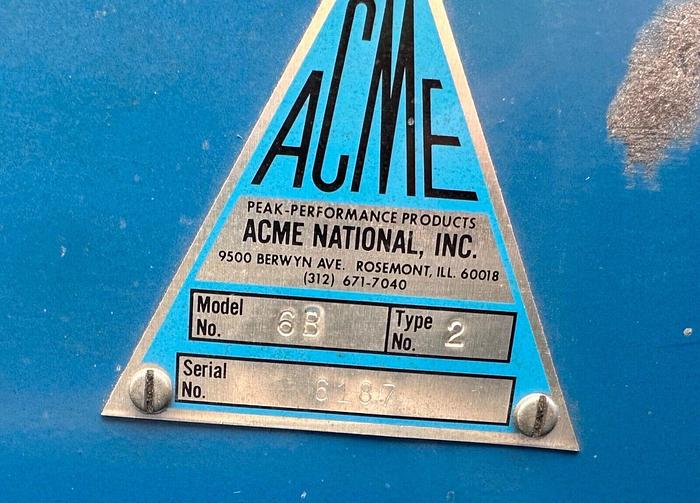 ACME
PEAK-PERFORMANCE PRODUCTS
ACME NATIONAL, INC.
9500 BERWYN AVE. ROSEMONT, ILL. 60018
(312) 671-7040
Model No. 6B Type No. 2
Serial No. 6187